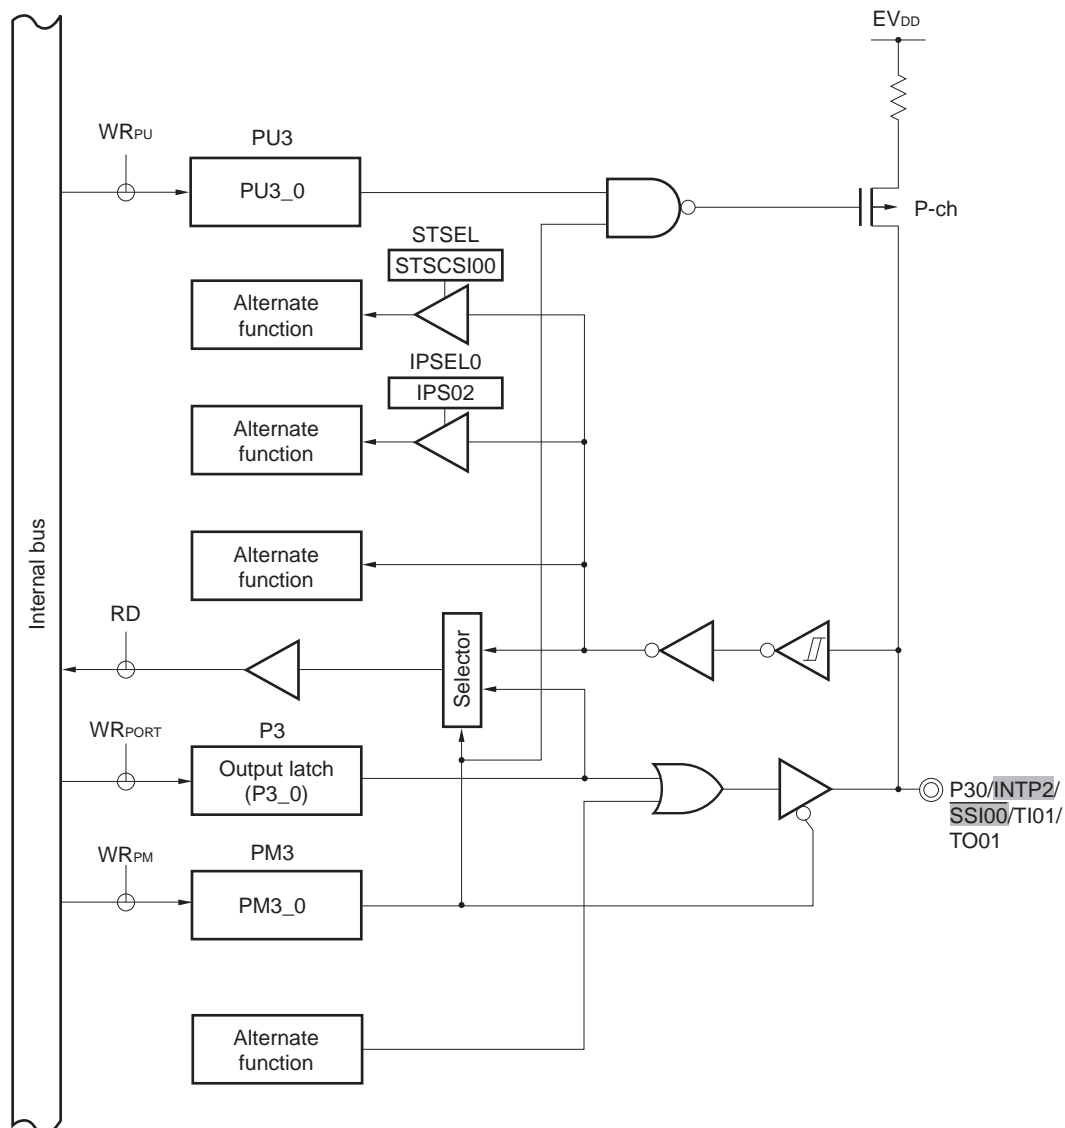 EVDD
WRPU
PU3
PU3_0
P-ch
STSEL
STSCSI00
Alternate
function
IPSEL0
IPS02
Alternate
function
Internal bus
Alternate
function
RD
Selector
WRPORT
P3
Output latch
(P3_0)
P30/INTP2/
SSI00/TI01/
TO01
WRPM
PM3
PM3_0
Alternate
function